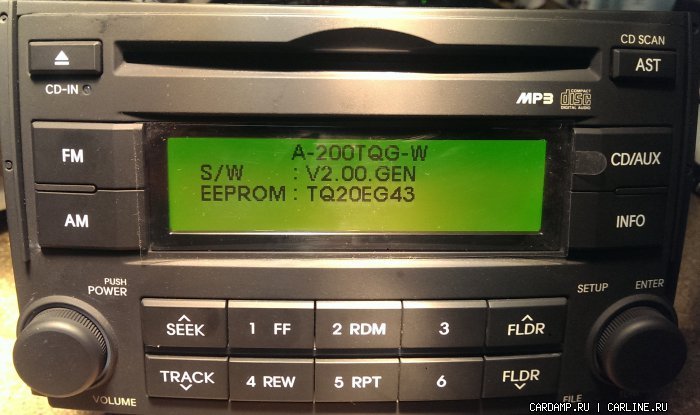 CD SCAN
AST
CD-IN
MP3 COMPACT disc DIGITAL AUDIO
FM
A-200TQG-W
S/W : V2.00.GEN
EEPROM : TQ20EG43
CD/AUX
AM
INFO
PUSH
POWER
SETUP
ENTER
SEEK
1 FF
2 RDM
3
FLDR
TRACK
4 REW
5 RPT
6
FLDR
VOLUME
FILE
CARDAMP.RU | CARLINE.RU